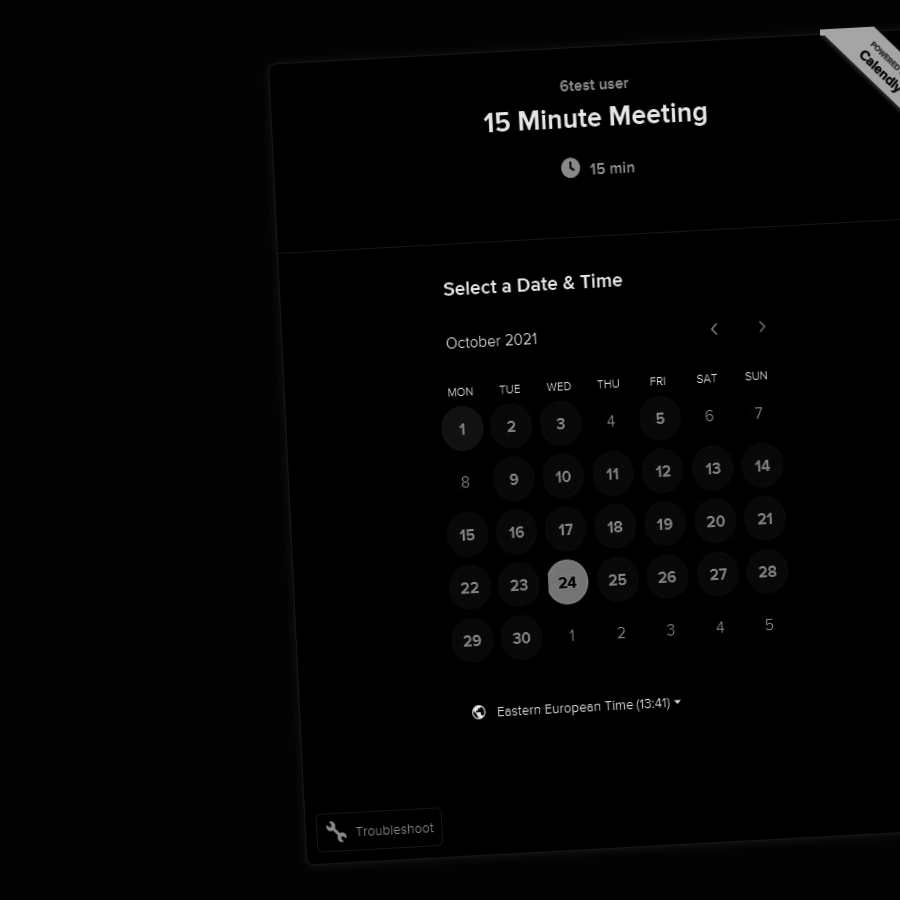 POWERED
Calendly
6test user
15 Minute Meeting
15 min
Select a Date & Time
October 2021
MON TUE WED THU FRI SAT SUN
1 2 3 4 5 6 7
8 9 10 11 12 13 14
15 16 17 18 19 20 21
22 23 24 25 26 27 28
29 30 1 2 3 4 5
Eastern European Time (13:41)
Troubleshoot